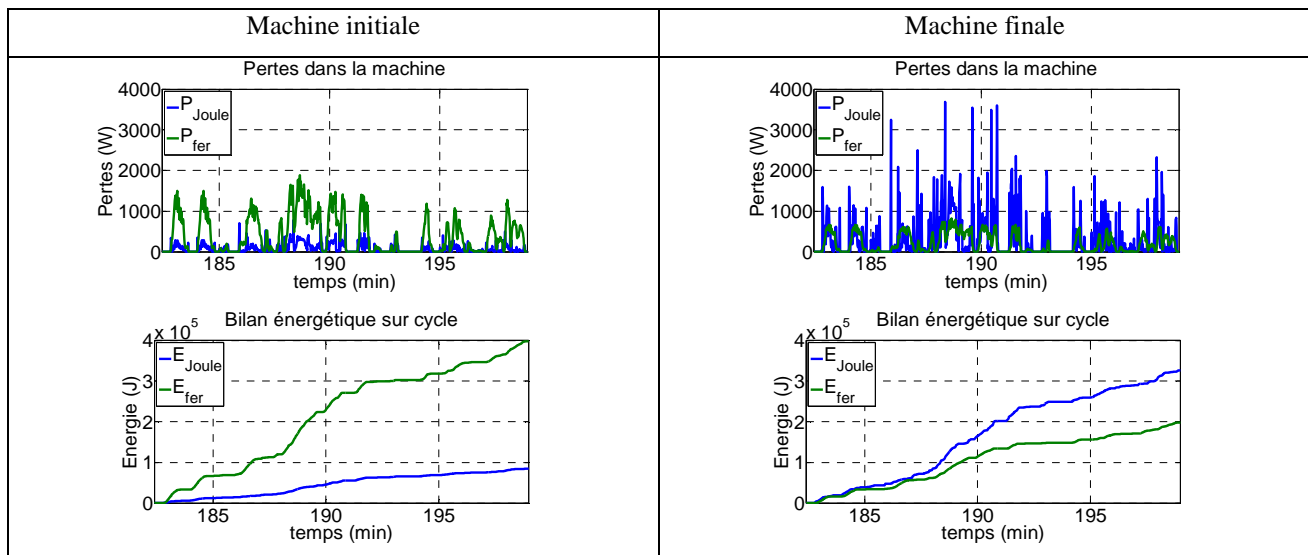 Machine initiale
Machine finale
Pertes dans la machine
4000
3000
2000
1000
0
Pertes (W)
P_Joule
P_fer
185 190 195
temps (min)
Pertes dans la machine
4000
3000
2000
1000
0
Pertes (W)
P_Joule
P_fer
185 190 195
temps (min)
Bilan énergétique sur cycle
x 10^5
4
3
2
1
0
Energie (J)
E_Joule
E_fer
185 190 195
temps (min)
Bilan énergétique sur cycle
x 10^5
4
3
2
1
0
Energie (J)
E_Joule
E_fer
185 190 195
temps (min)